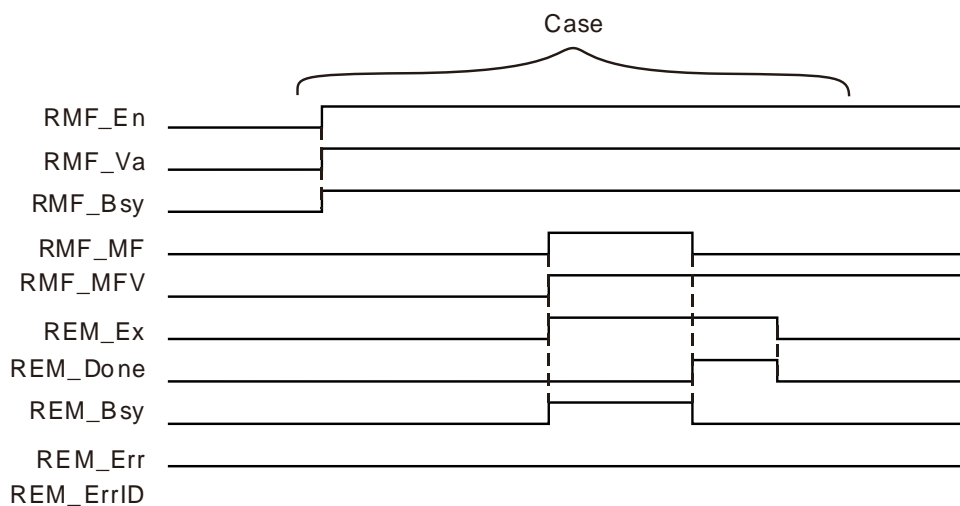 Case
RMF_En
RMF_Va
RMF_Bsy
RMF_MF
RMF_MFV
REM_Ex
REM_Done
REM_Bsy
REM_Err
REM_ErrID